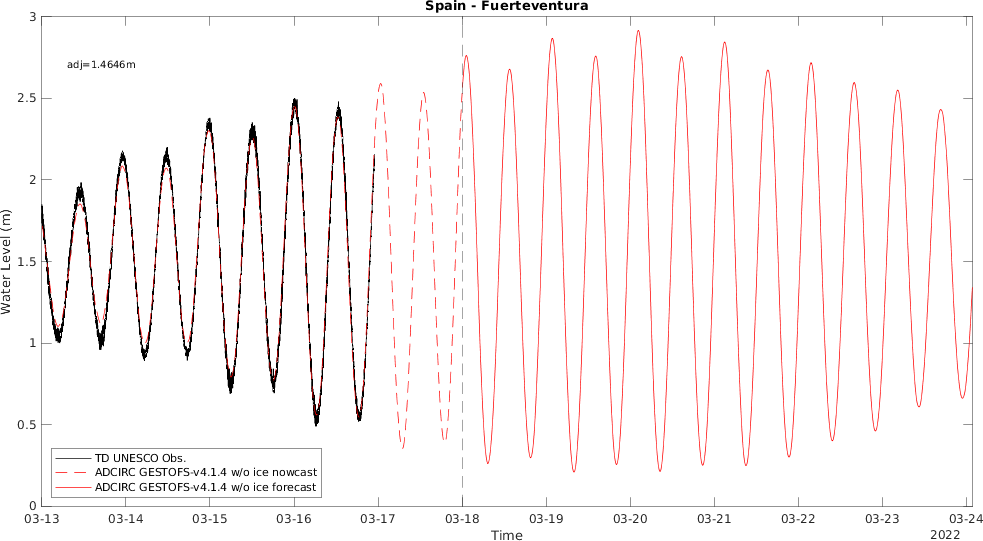 Spain - Fuerteventura
adj=1.4646m
Water Level (m)
3
2.5
2
1.5
1
0.5
0
TD UNESCO Obs.
ADCIRC GESTOFS-v4.1.4 w/o ice nowcast
ADCIRC GESTOFS-v4.1.4 w/o ice forecast
03-13 03-14 03-15 03-16 03-17 03-18 03-19 03-20 03-21 03-22 03-23 03-24
Time
2022